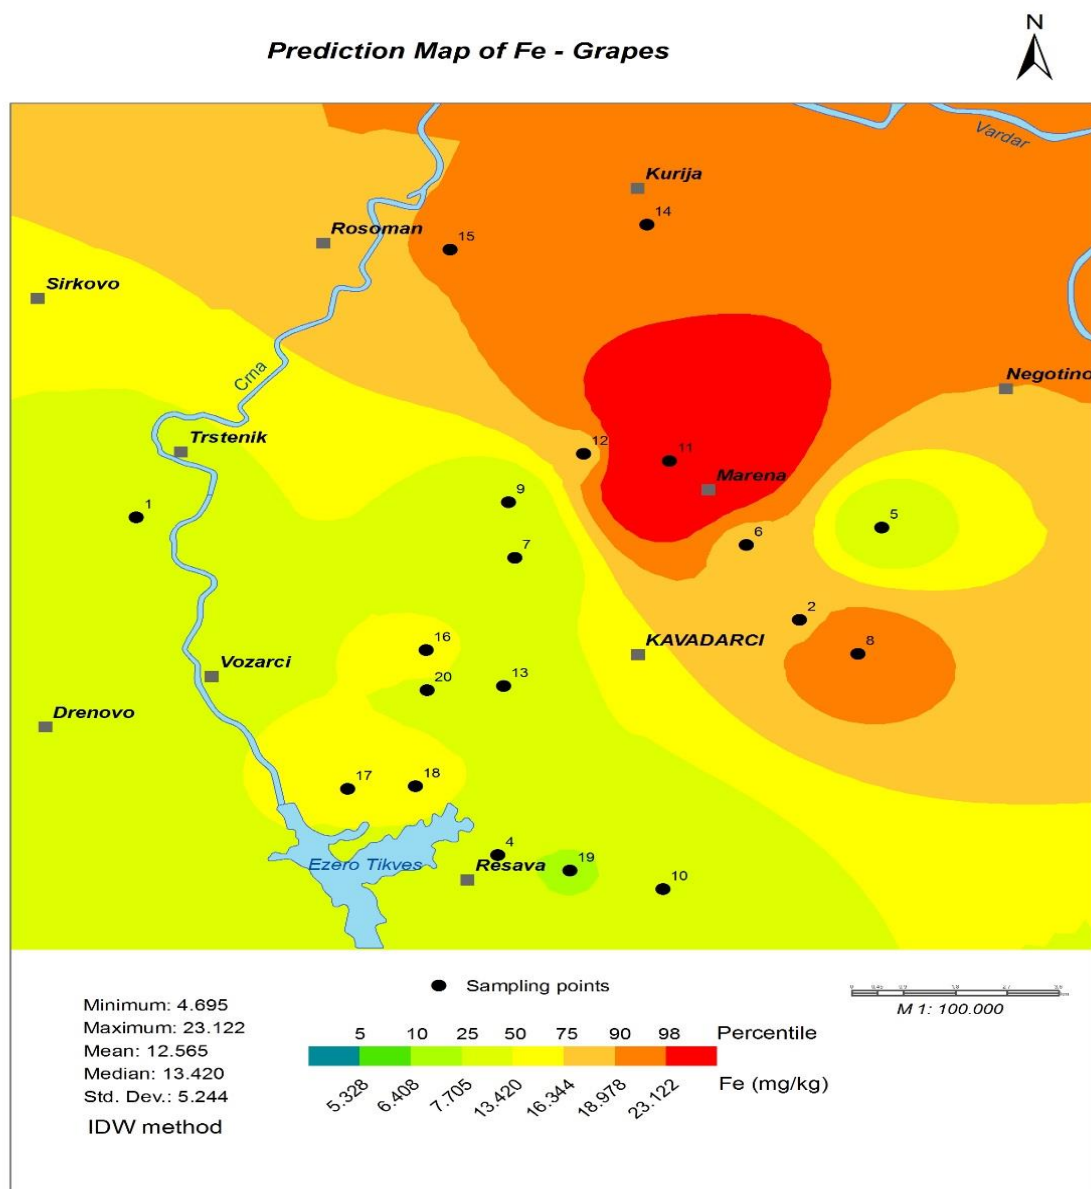 N
Prediction Map of Fe - Grapes
Vardar
Kurija
14
Rosoman
15
Sirkovo
Crna
Negotino
Trstenik
12
11
Marena
1
9
5
6
7
2
16
KAVADARCI
8
Vozarci
20
13
Drenovo
17
18
4
Ezero Tikves
Resava
19
10
Sampling points
Minimum: 4.695
Maximum: 23.122
Mean: 12.565
Median: 13.420
Std. Dev.: 5.244
IDW method
5 10 25 50 75 90 98 Percentile
5.328 6.408 7.705 13.420 16.344 18.978 23.122 Fe (mg/kg)
M 1: 100.000